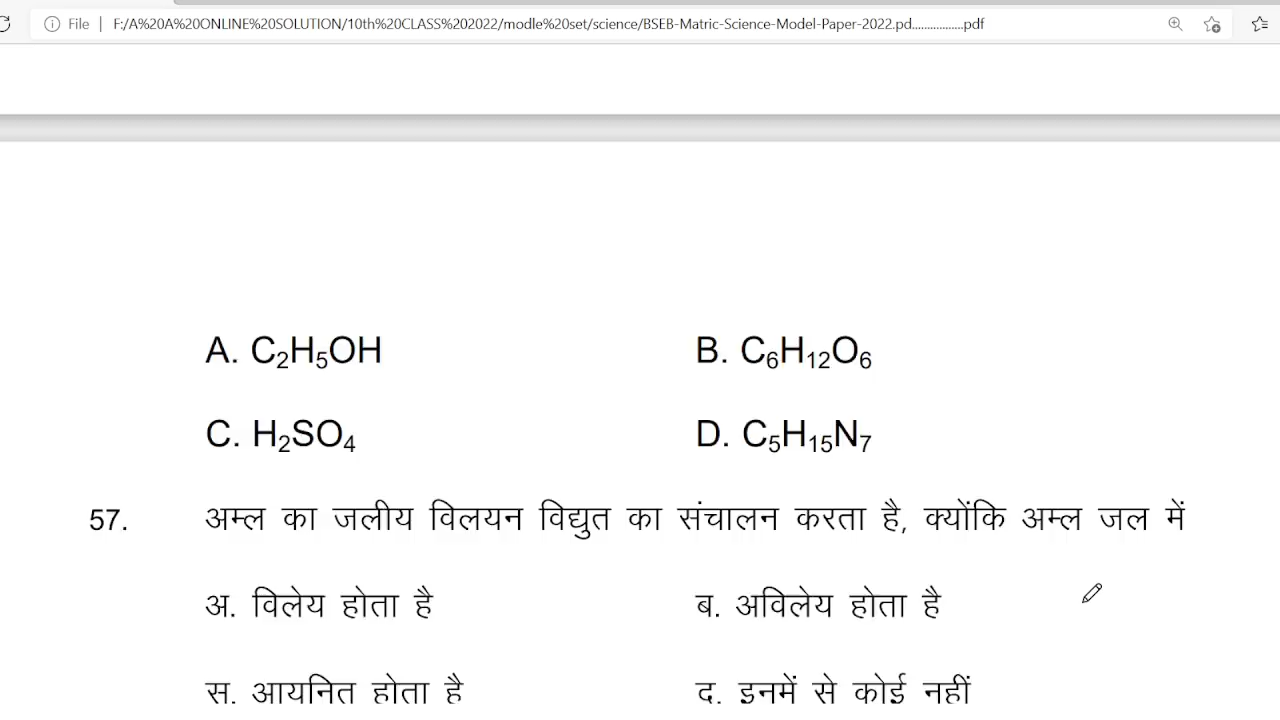 File | F:/A%20A%20ONLINE%20SOLUTION/10th%20CLASS%202022/modle%20set/science/BSEB-Matric-Science-Model-Paper-2022.pd.................pdf
A. C₂H₅OH B. C₆H₁₂O₆
C. H₂SO₄ D. C₅H₁₅N₇
57. अम्ल का जलीय विलयन विद्युत का संचालन करता है, क्योंकि अम्ल जल में
अ. विलेय होता है ब. अविलेय होता है
स. आयनित होता है द. इनमें से कोई नहीं